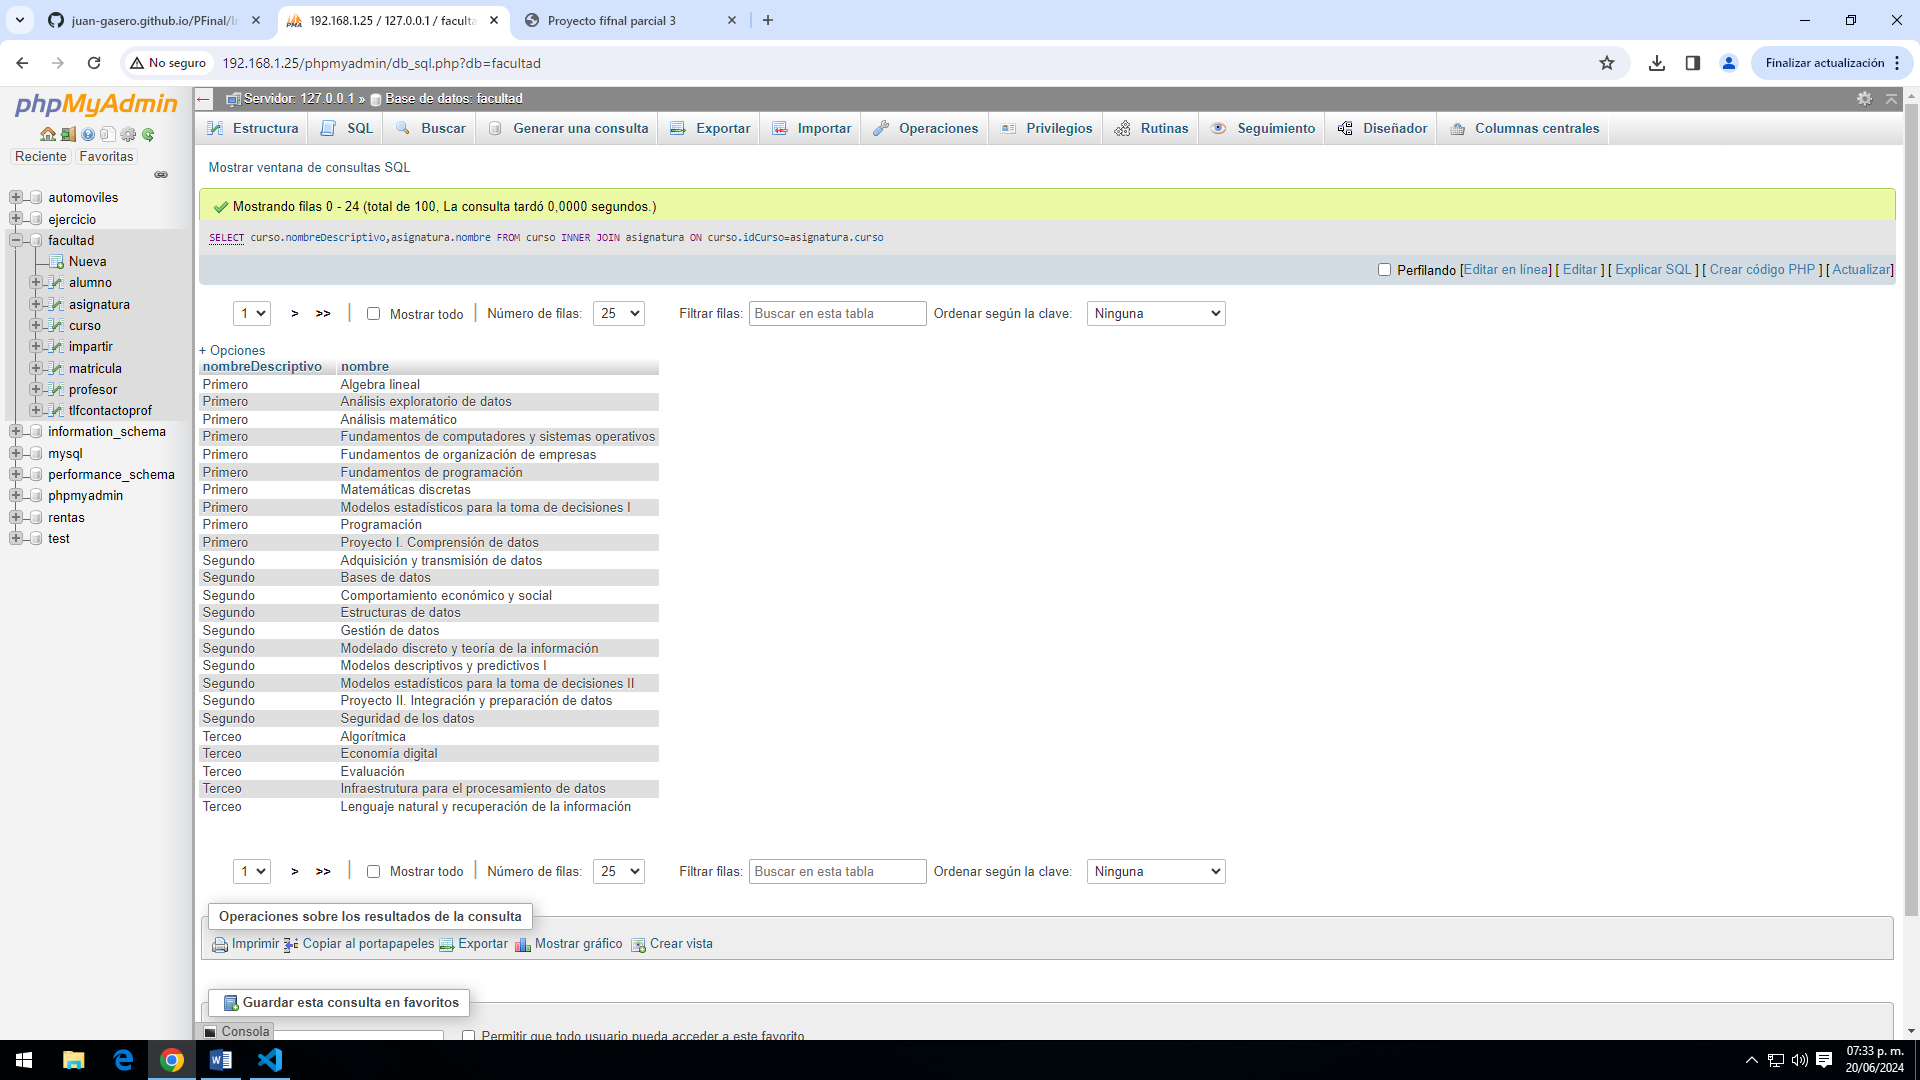 juan-gasero.github.io/PFinal/In
192.168.1.25 / 127.0.0.1 / faculta
Proyecto fifnal parcial 3
No seguro
192.168.1.25/phpmyadmin/db_sql.php?db=facultad
Finalizar actualización
phpMyAdmin
Reciente
Favoritas
automoviles
ejercicio
facultad
Nueva
alumno
asignatura
curso
impartir
matricula
profesor
tlfcontactoprof
information_schema
mysql
performance_schema
phpmyadmin
rentas
test
Servidor: 127.0.0.1 » Base de datos: facultad
Estructura SQL Buscar Generar una consulta Exportar Importar Operaciones Privilegios Rutinas Seguimiento Diseñador Columnas centrales
Mostrar ventana de consultas SQL
Mostrando filas 0 - 24 (total de 100, La consulta tardó 0,0000 segundos.)
SELECT curso.nombreDescriptivo,asignatura.nombre FROM curso INNER JOIN asignatura ON curso.idCurso=asignatura.curso
Perfilando [Editar en línea] [ Editar ] [ Explicar SQL ] [ Crear código PHP ] [ Actualizar]
1 > >> | Mostrar todo | Número de filas: 25 Filtrar filas: Buscar en esta tabla Ordenar según la clave: Ninguna
+ Opciones
nombreDescriptivo nombre
Primero Algebra lineal
Primero Análisis exploratorio de datos
Primero Análisis matemático
Primero Fundamentos de computadores y sistemas operativos
Primero Fundamentos de organización de empresas
Primero Fundamentos de programación
Primero Matemáticas discretas
Primero Modelos estadísticos para la toma de decisiones I
Primero Programación
Primero Proyecto I. Comprensión de datos
Segundo Adquisición y transmisión de datos
Segundo Bases de datos
Segundo Comportamiento económico y social
Segundo Estructuras de datos
Segundo Gestión de datos
Segundo Modelado discreto y teoría de la información
Segundo Modelos descriptivos y predictivos I
Segundo Modelos estadísticos para la toma de decisiones II
Segundo Proyecto II. Integración y preparación de datos
Segundo Seguridad de los datos
Terceo Algorítmica
Terceo Economía digital
Terceo Evaluación
Terceo Infraestrutura para el procesamiento de datos
Terceo Lenguaje natural y recuperación de la información
1 > >> | Mostrar todo | Número de filas: 25 Filtrar filas: Buscar en esta tabla Ordenar según la clave: Ninguna
Operaciones sobre los resultados de la consulta
Imprimir Copiar al portapapeles Exportar Mostrar gráfico Crear vista
Guardar esta consulta en favoritos
Consola
Permitir que todo usuario pueda acceder a este favorito
07:33 p. m.
20/06/2024